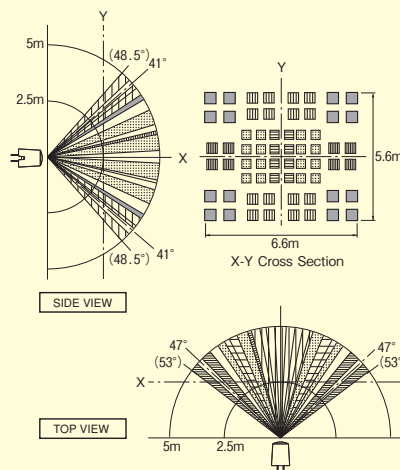 Y
5m
(48.5°)
41°
2.5m
X
41°
(48.5°)
SIDE VIEW
Y
X
5.6m
6.6m
X-Y Cross Section
47°
(53°)
47°
(53°)
X
TOP VIEW
5m
2.5m